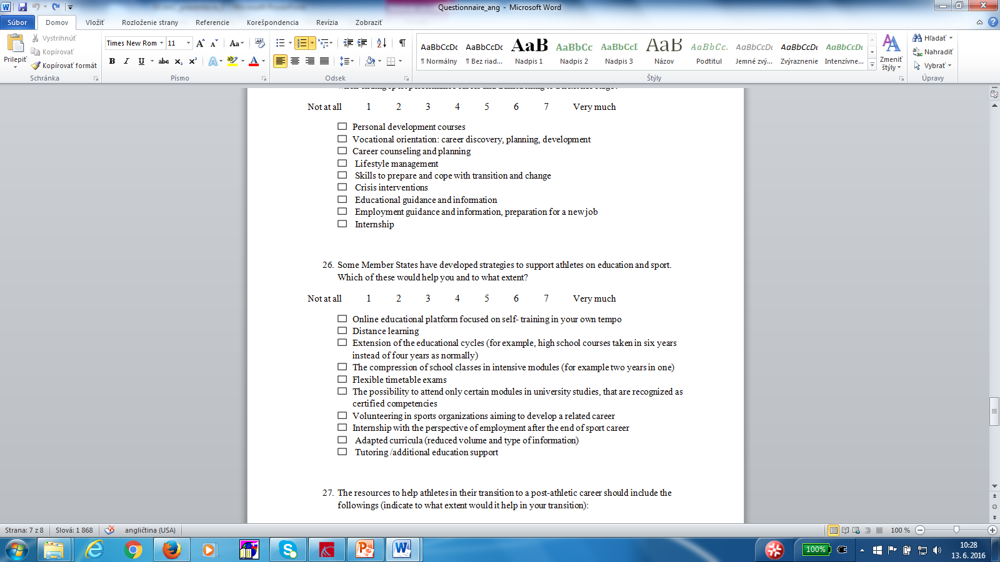 Questionnaire_ang - Microsoft Word
Súbor Domov Vložiť Rozloženie strany Referencie Korešpondencia Revízia Zobraziť
Prilepiť
Vystrihnúť
Kopírovať
Kopírovať formát
Schránka
Times New Rom 11
Písmo
Odsek
AaBbCcDc AaBbCcDc AaB AaBbCc AaBbCcI AaB AaBbCc. AaBbCcDc AaBbCcDc AaBbCcDc
¶ Normálny ¶ Bez riad... Nadpis 1 Nadpis 2 Nadpis 3 Názov Podtitul Jemné zvý... Zvýraznenie Intenzívne...
Štýly
Zmeniť štýly
Hľadať
Nahradiť
Vybrať
Úpravy
Not at all 1 2 3 4 5 6 7 Very much
Personal development courses
Vocational orientation: career discovery, planning, development
Career counseling and planning
Lifestyle management
Skills to prepare and cope with transition and change
Crisis interventions
Educational guidance and information
Employment guidance and information, preparation for a new job
Internship
26. Some Member States have developed strategies to support athletes on education and sport.
Which of these would help you and to what extent?
Not at all 1 2 3 4 5 6 7 Very much
Online educational platform focused on self- training in your own tempo
Distance learning
Extension of the educational cycles (for example, high school courses taken in six years
instead of four years as normally)
The compression of school classes in intensive modules (for example two years in one)
Flexible timetable exams
The possibility to attend only certain modules in university studies, that are recognized as
certified competencies
Volunteering in sports organizations aiming to develop a related career
Internship with the perspective of employment after the end of sport career
Adapted curricula (reduced volume and type of information)
Tutoring /additional education support
27. The resources to help athletes in their transition to a post-athletic career should include the
followings (indicate to what extent would it help in your transition):
Strana: 7 z 8 Slová: 1 868 angličtina (USA) 100 %
100%
10:28
13. 6. 2016